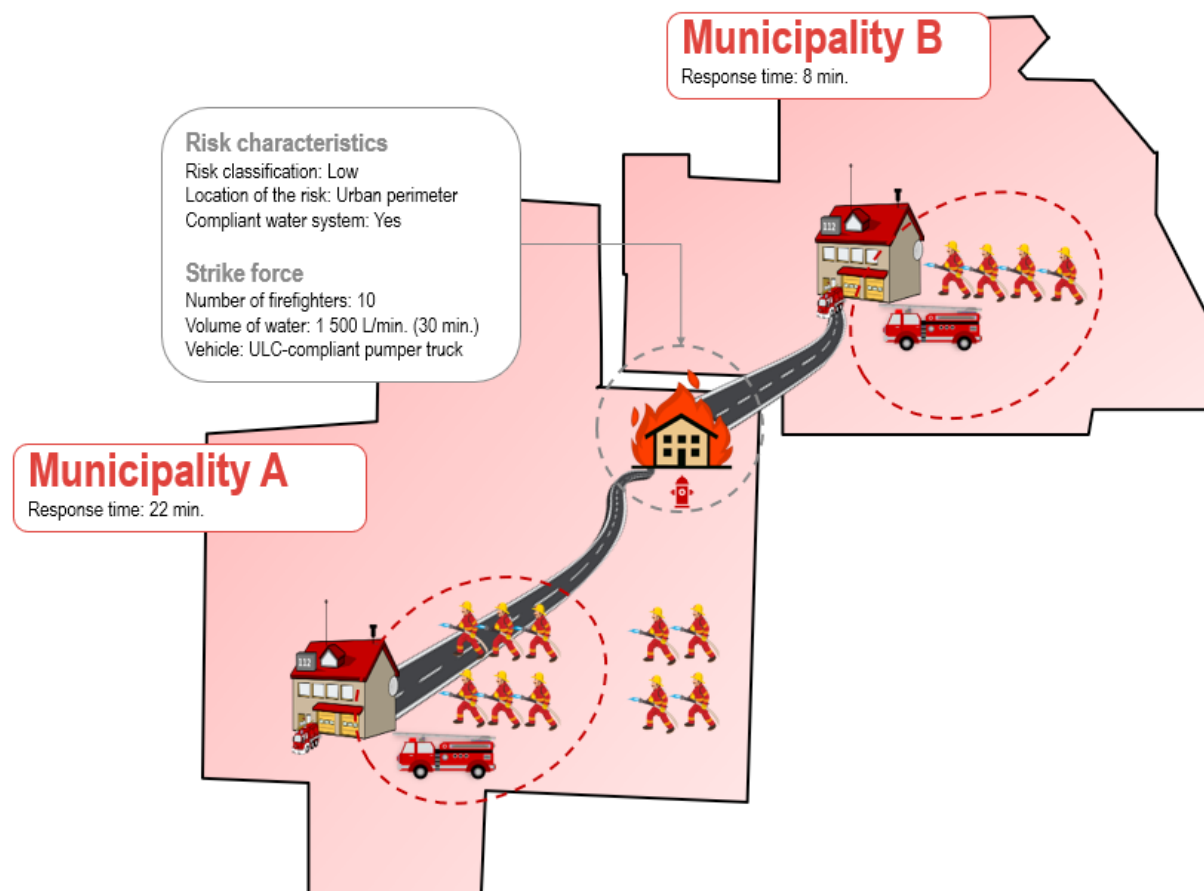 Municipality B
Response time: 8 min.
Risk characteristics
Risk classification: Low
Location of the risk: Urban perimeter
Compliant water system: Yes
Strike force
Number of firefighters: 10
Volume of water: 1 500 L/min. (30 min.)
Vehicle: ULC-compliant pumper truck
112
Municipality A
Response time: 22 min.
112